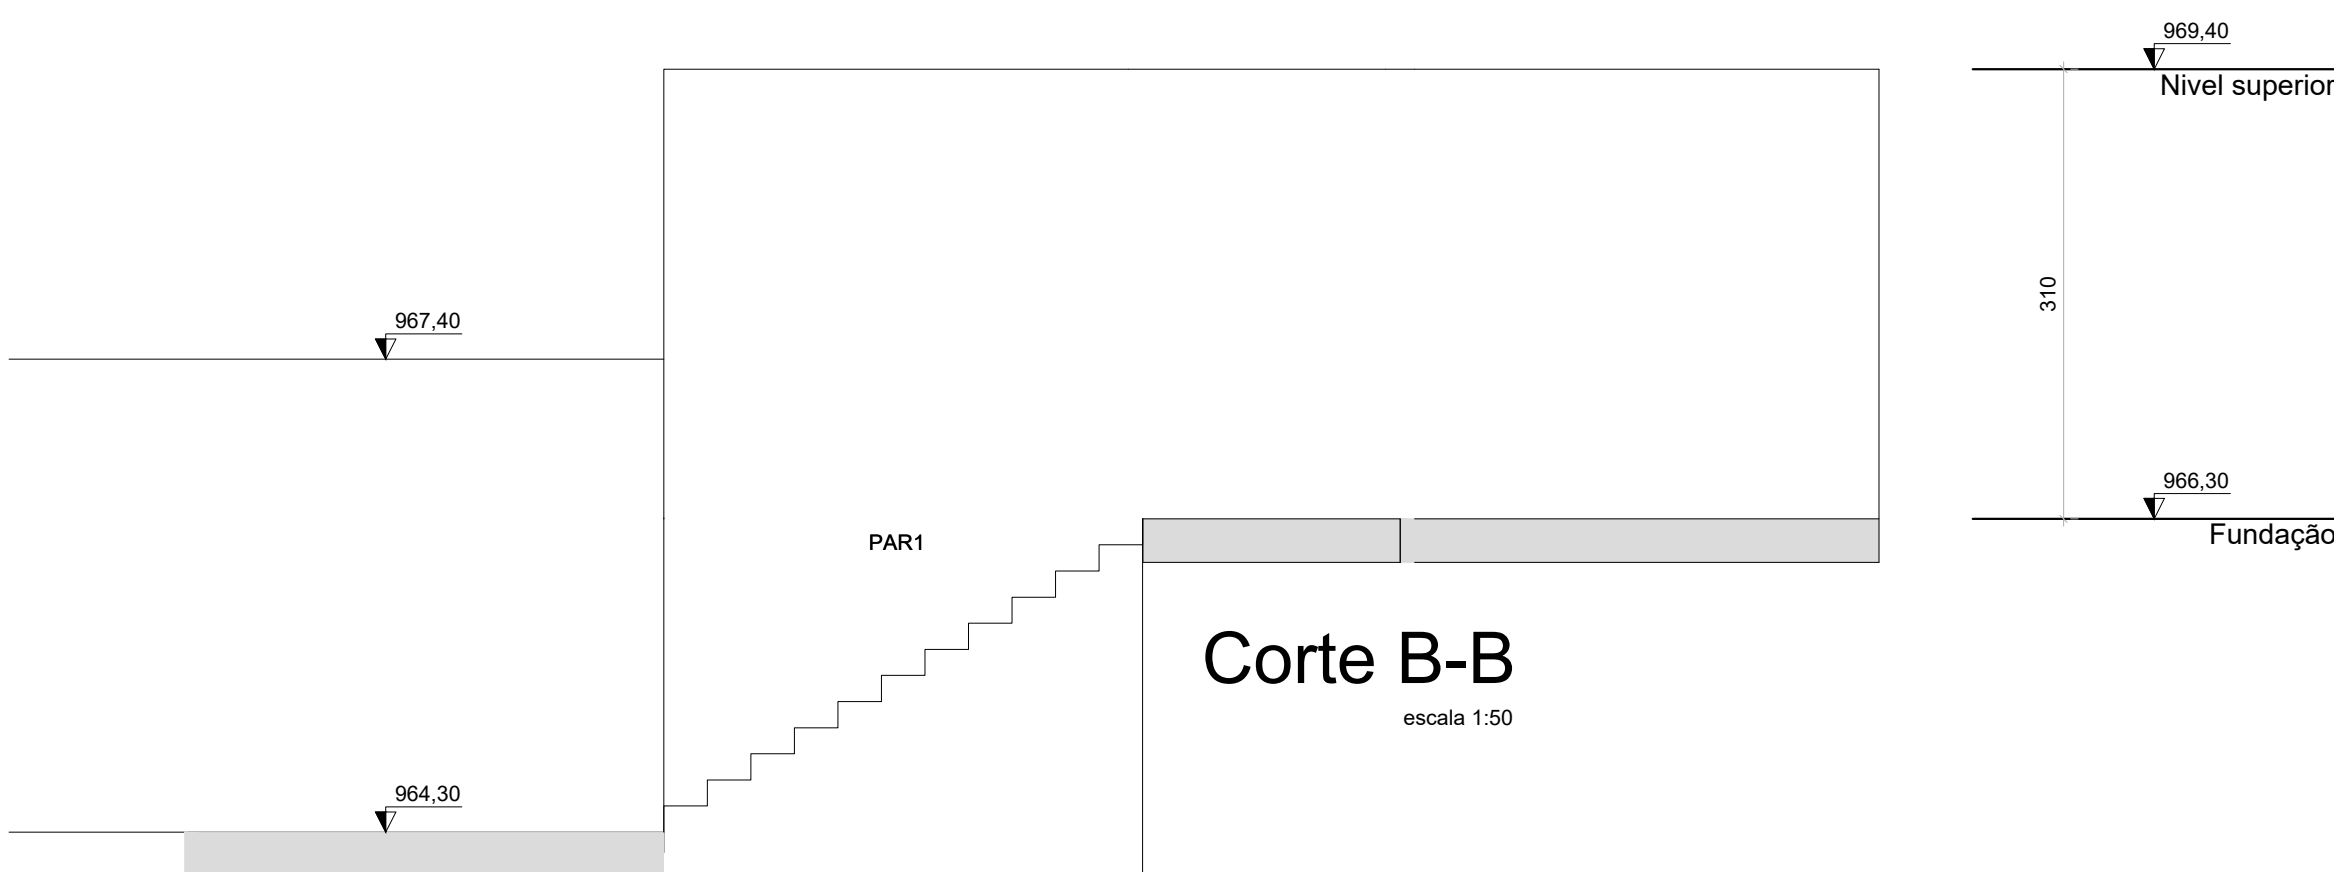 969,40
Nivel superior
967,40
310
966,30
Fundação
PAR1
Corte B-B
escala 1:50
964,30